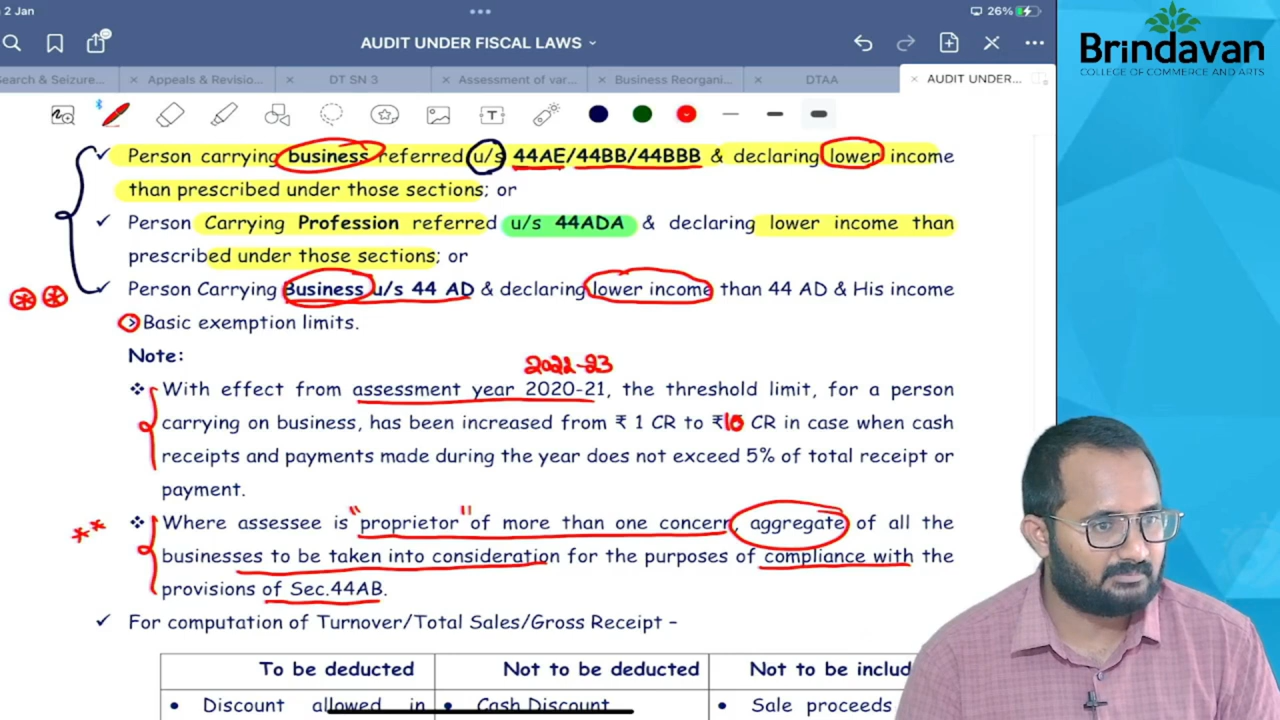 2 Jan
26%
AUDIT UNDER FISCAL LAWS
Brindavan
COLLEGE OF COMMERCE AND ARTS
earch & Seizure...
Appeals & Revisio...
DT SN 3
Assessment of var...
Business Reorgani...
DTAA
AUDIT UNDER...
✓ Person carrying business referred u/s 44AE/44BB/44BBB & declaring lower income
than prescribed under those sections; or
✓ Person Carrying Profession referred u/s 44ADA & declaring lower income than
prescribed under those sections; or
✓ Person Carrying Business u/s 44 AD & declaring lower income than 44 AD & His income
> Basic exemption limits.
Note:
2022-23
❖ With effect from assessment year 2020-21, the threshold limit, for a person
carrying on business, has been increased from ₹ 1 CR to ₹10 CR in case when cash
receipts and payments made during the year does not exceed 5% of total receipt or
payment.
❖ Where assessee is "proprietor" of more than one concern, aggregate of all the
businesses to be taken into consideration for the purposes of compliance with the
provisions of Sec.44AB.
✓ For computation of Turnover/Total Sales/Gross Receipt –
To be deducted Not to be deducted Not to be inclu
• Discount allowed in • Cash Discount • Sale proceeds